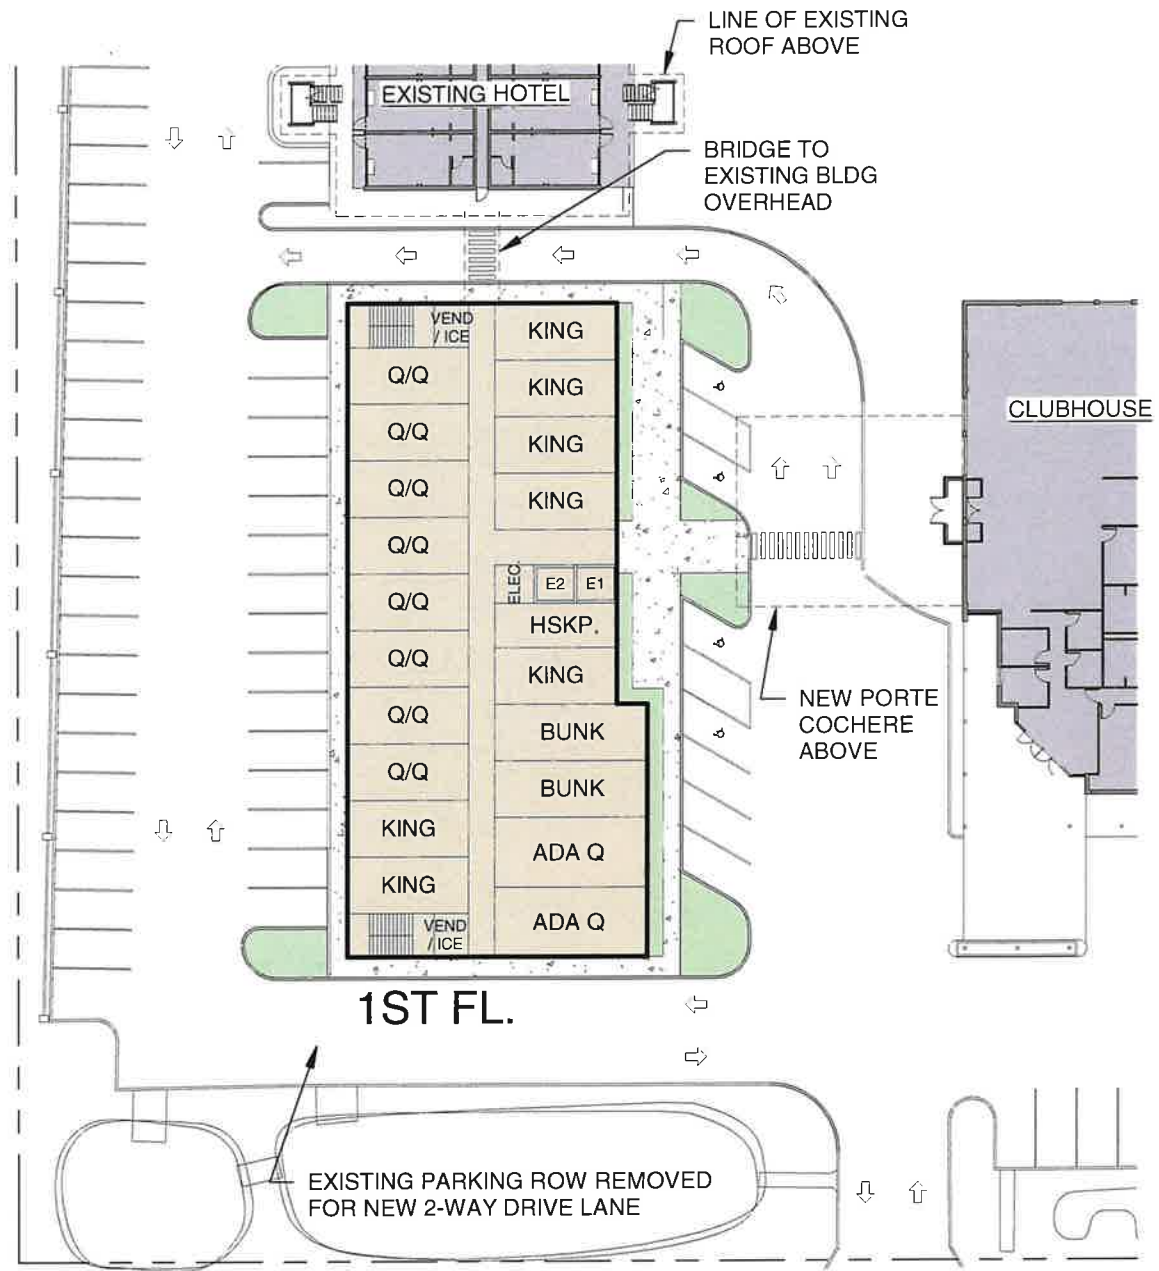 LINE OF EXISTING
ROOF ABOVE
EXISTING HOTEL
BRIDGE TO
EXISTING BLDG
OVERHEAD
VEND
/ ICE
KING
Q/Q
KING
Q/Q
KING
Q/Q
KING
Q/Q
Q/Q
Q/Q
Q/Q
Q/Q
KING
KING
VEND
/ ICE
ELEC.
E2
E1
HSKP.
KING
BUNK
BUNK
ADA Q
ADA Q
CLUBHOUSE
NEW PORTE
COCHERE
ABOVE
1ST FL.
EXISTING PARKING ROW REMOVED
FOR NEW 2-WAY DRIVE LANE